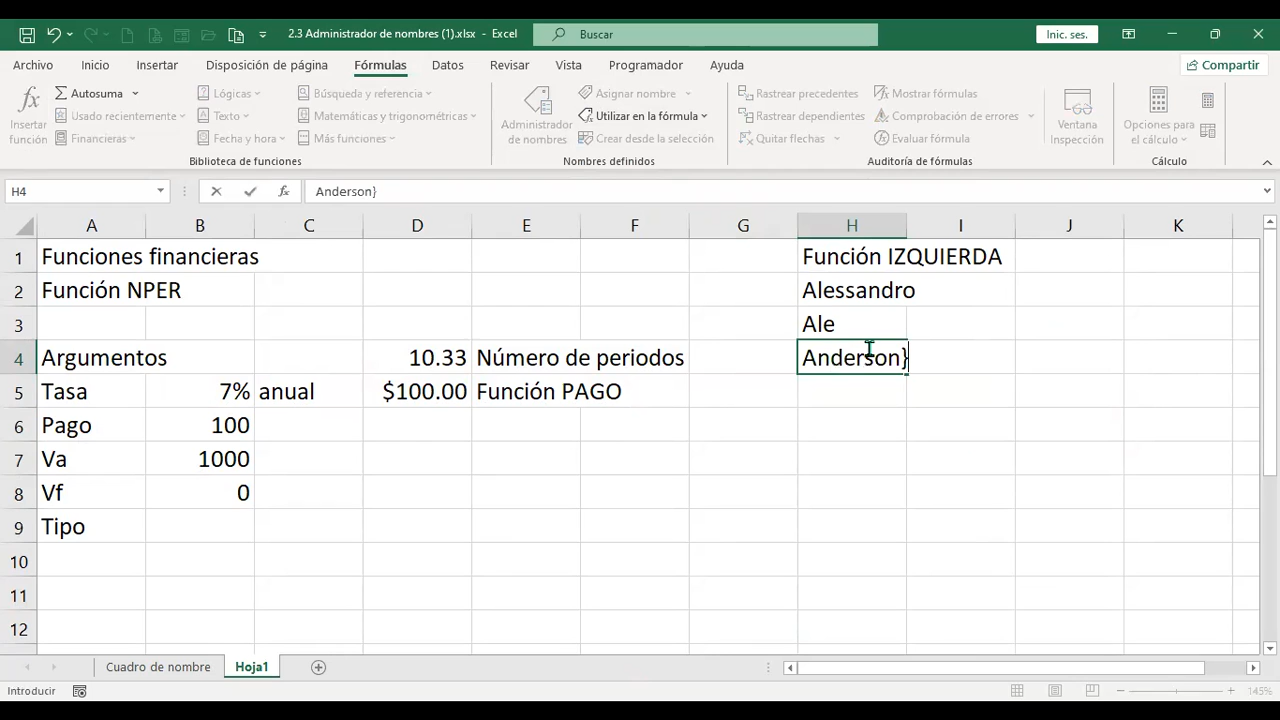 2.3 Administrador de nombres (1).xlsx - Excel
Buscar
Inic. ses.
Archivo Inicio Insertar Disposición de página Fórmulas Datos Revisar Vista Programador Ayuda
Compartir
Insertar función
Autosuma
Usado recientemente
Financieras
Lógicas
Texto
Fecha y hora
Búsqueda y referencia
Matemáticas y trigonométricas
Más funciones
Biblioteca de funciones
Administrador de nombres
Asignar nombre
Utilizar en la fórmula
Crear desde la selección
Nombres definidos
Rastrear precedentes
Rastrear dependientes
Quitar flechas
Mostrar fórmulas
Comprobación de errores
Evaluar fórmula
Auditoría de fórmulas
Ventana Inspección
Opciones para el cálculo
Cálculo
H4 fx Anderson}
A B C D E F G H I J K
1 Funciones financieras Función IZQUIERDA
2 Función NPER Alessandro
3 Ale
4 Argumentos 10.33 Número de periodos Anderson}
5 Tasa 7% anual $100.00 Función PAGO
6 Pago 100
7 Va 1000
8 Vf 0
9 Tipo
10
11
12
Cuadro de nombre Hoja1
Introducir
145%